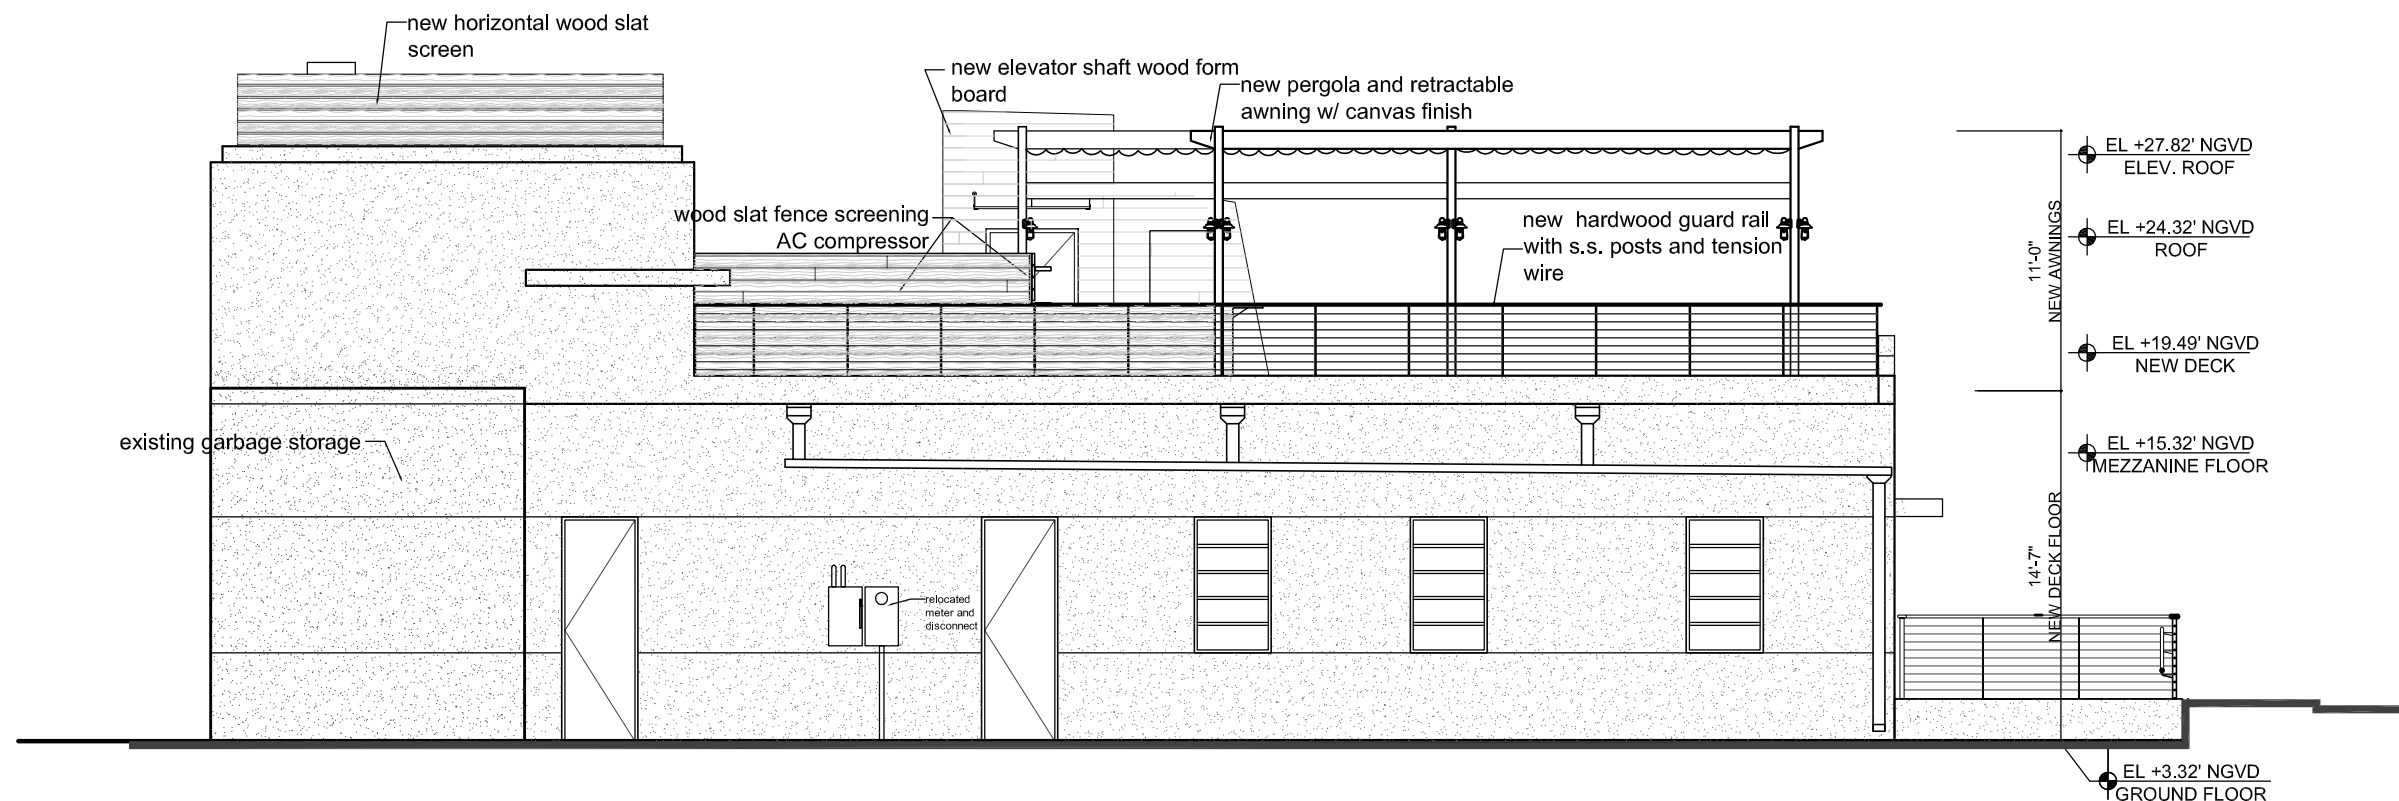 new horizontal wood slat
screen
new elevator shaft wood form
board
new pergola and retractable
awning w/ canvas finish
wood slat fence screening
AC compressor
new hardwood guard rail
with s.s. posts and tension
wire
existing garbage storage
relocated
meter and
disconnect
11'-0"
NEW AWNINGS
14'-7"
NEW DECK FLOOR
EL +27.82' NGVD
ELEV. ROOF
EL +24.32' NGVD
ROOF
EL +19.49' NGVD
NEW DECK
EL +15.32' NGVD
MEZZANINE FLOOR
EL +3.32' NGVD
GROUND FLOOR